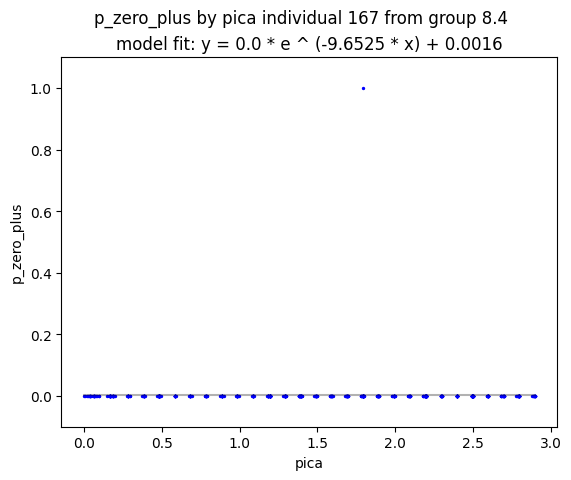 p_zero_plus by pica individual 167 from group 8.4
model fit: y = 0.0 * e ^ (-9.6525 * x) + 0.0016
1.0
0.8
0.6
0.4
0.2
0.0
p_zero_plus
0.0 0.5 1.0 1.5 2.0 2.5 3.0
pica